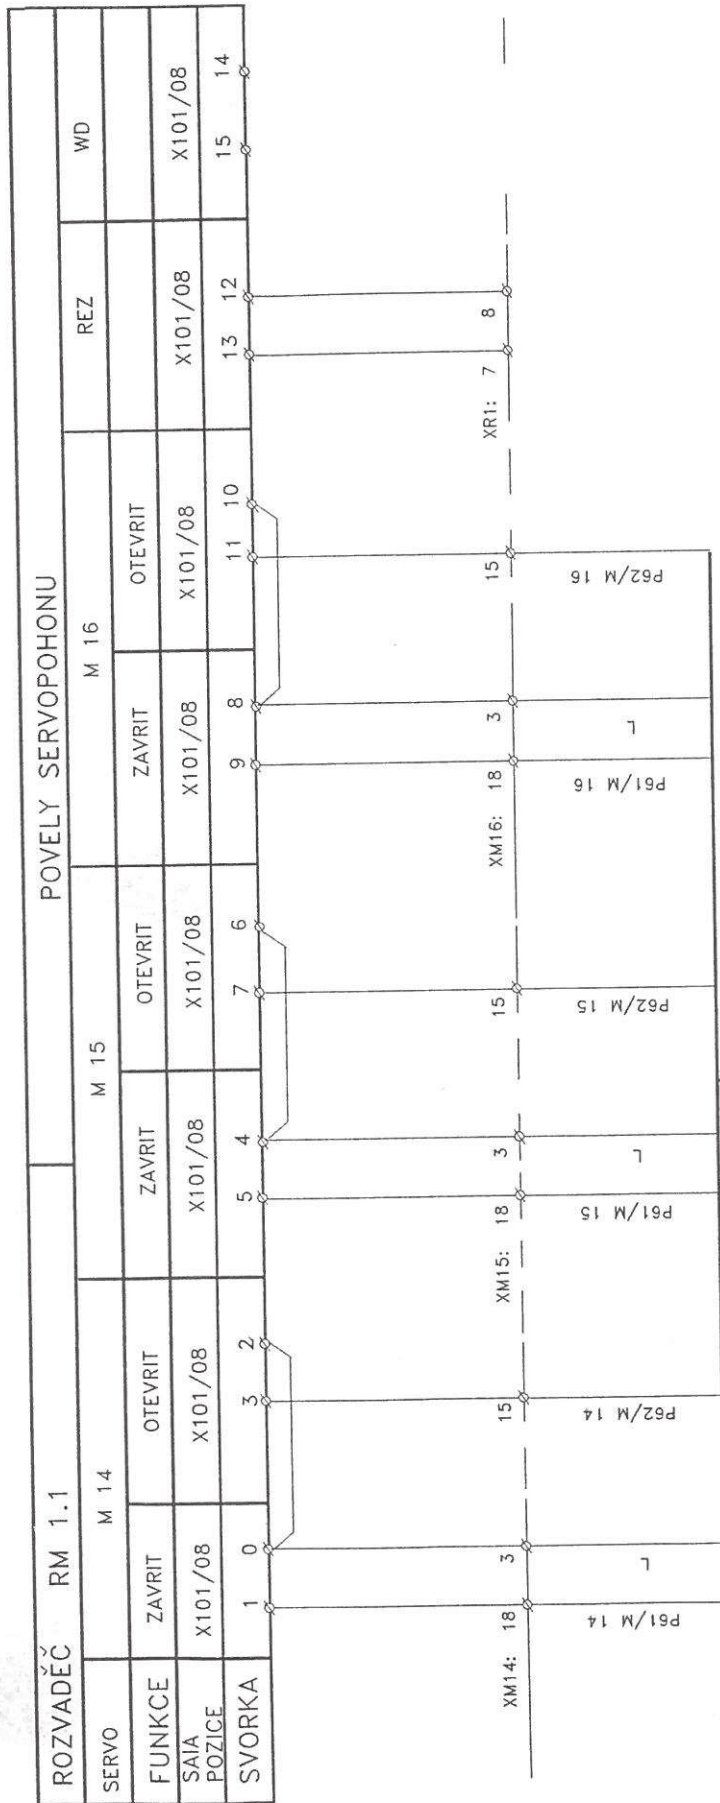 ROZVADĚČ RM 1.1 POVELY SERVOPOHONU
SERVO M 14 M 15 M 16 REZ WD
FUNKCE ZAVRIT OTEVRIT ZAVRIT OTEVRIT ZAVRIT OTEVRIT
SAIA
POZICE X101/08 X101/08 X101/08 X101/08 X101/08 X101/08 X101/08 X101/08
SVORKA 1 0 3 2 5 4 7 6 9 8 11 10 13 12 15 14
XM14: 18 3 15 XM15: 18 3 15 XM16: 18 3 15 XR1: 7 8
P61/M 14 L P62/M 14 P61/M 15 L P62/M 15 P61/M 16 L P62/M 16